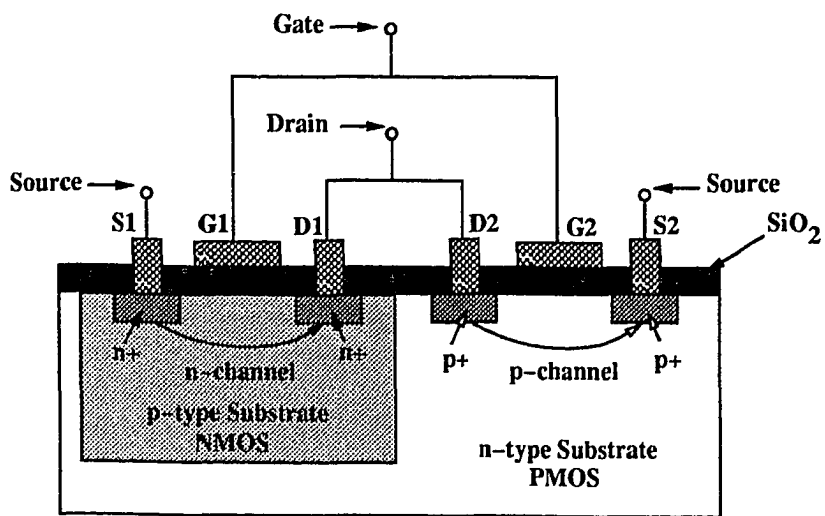 Gate
Drain
Source
Source
S1
G1
D1
D2
G2
S2
SiO2
n+
n+
p+
p+
n-channel
p-channel
p-type Substrate
NMOS
n-type Substrate
PMOS